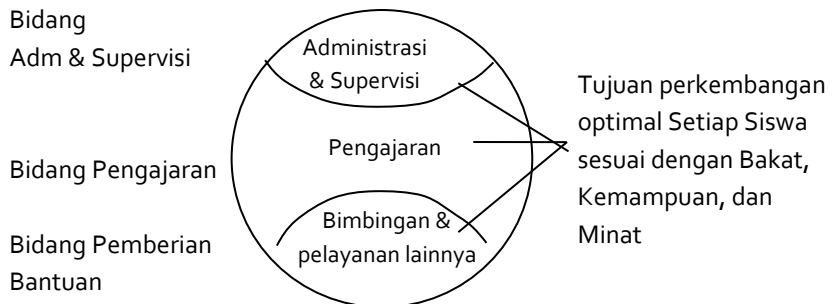 Bidang
Adm & Supervisi
Administrasi
& Supervisi
Bidang Pengajaran
Pengajaran
Bidang Pemberian
Bantuan
Bimbingan &
pelayanan lainnya
Tujuan perkembangan
optimal Setiap Siswa
sesuai dengan Bakat,
Kemampuan, dan
Minat